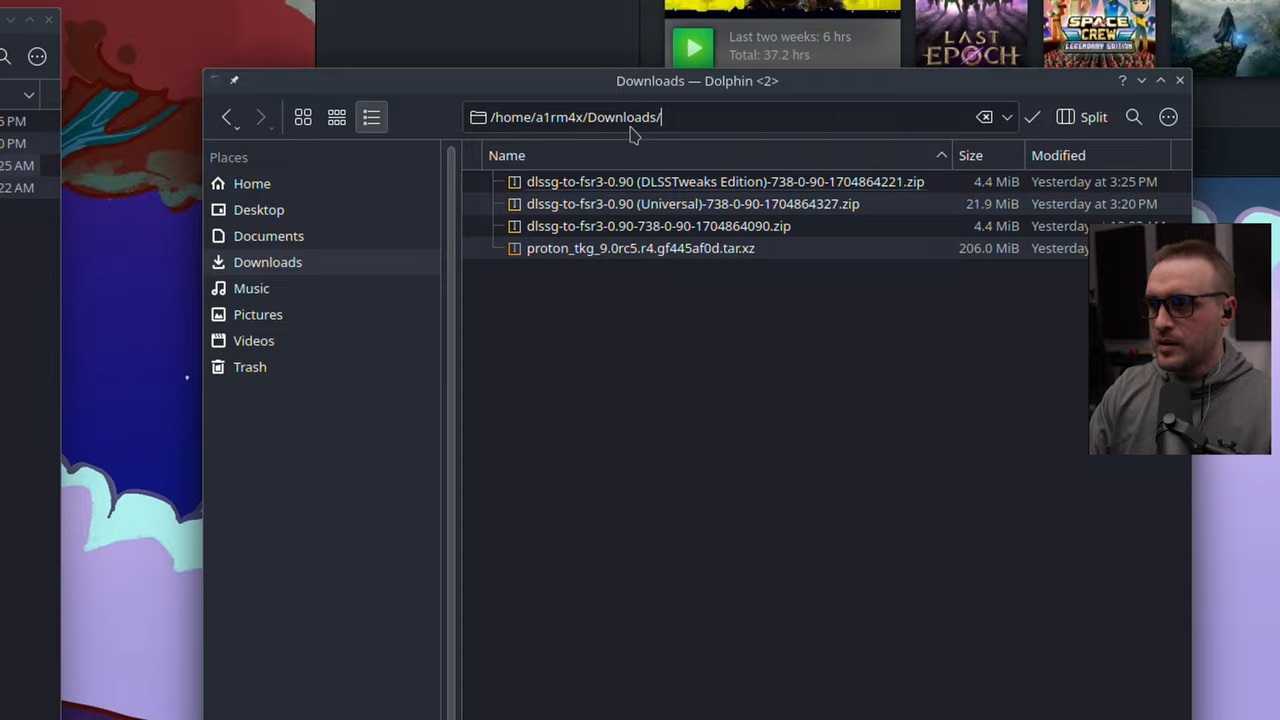 Last two weeks: 6 hrs
Total: 37.2 hrs
LAST
EPOCH
SPACE
CREW
LEGENDARY EDITION
Downloads — Dolphin <2>
/home/a1rm4x/Downloads/
Split
Places
Home
Desktop
Documents
Downloads
Music
Pictures
Videos
Trash
Name Size Modified
dlssg-to-fsr3-0.90 (DLSSTweaks Edition)-738-0-90-1704864221.zip 4.4 MiB Yesterday at 3:25 PM
dlssg-to-fsr3-0.90 (Universal)-738-0-90-1704864327.zip 21.9 MiB Yesterday at 3:20 PM
dlssg-to-fsr3-0.90-738-0-90-1704864090.zip 4.4 MiB Yesterday
proton_tkg_9.0rc5.r4.gf445af0d.tar.xz 206.0 MiB Yesterday
PM
PM
25 AM
22 AM